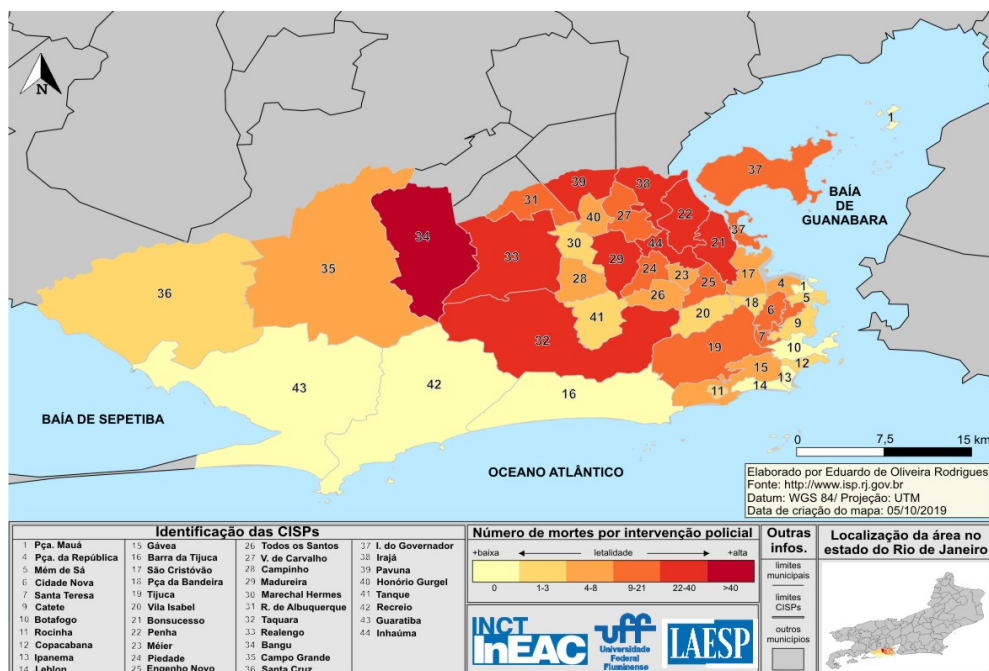 N
1
37
BAÍA
DE
GUANABARA
39
38
31
40
27
22
37
34
33
30
44
21
35
29
24
23
17
4
1
36
28
25
5
26
18
6
41
20
9
7
10
32
19
12
15
13
43
42
16
11
14
BAÍA DE SEPETIBA
OCEANO ATLÂNTICO
0 7,5 15 km
Elaborado por Eduardo de Oliveira Rodrigues
Fonte: http://www.isp.rj.gov.br
Datum: WGS 84/ Projeção: UTM
Data de criação do mapa: 05/10/2019
Identificação das CISPs
1 Pça. Mauá
4 Pça. da República
5 Mém de Sá
6 Cidade Nova
7 Santa Teresa
9 Catete
10 Botafogo
11 Rocinha
12 Copacabana
13 Ipanema
14 Leblon
15 Gávea
16 Barra da Tijuca
17 São Cristóvão
18 Pça da Bandeira
19 Tijuca
20 Vila Isabel
21 Bonsucesso
22 Penha
23 Méier
24 Piedade
25 Engenho Novo
26 Todos os Santos
27 V. de Carvalho
28 Campinho
29 Madureira
30 Marechal Hermes
31 R. de Albuquerque
32 Taquara
33 Realengo
34 Bangu
35 Campo Grande
36 Santa Cruz
37 I. do Governador
38 Irajá
39 Pavuna
40 Honório Gurgel
41 Tanque
42 Recreio
43 Guaratiba
44 Inhaúma
Número de mortes por intervenção policial
+baixa letalidade +alta
0 1-3 4-8 9-21 22-40 >40
INCT
InEAC
uff
Universidade
Federal
Fluminense
LAESP
Outras
infos.
limites
municipais
limites
CISPs
outros
municípios
Localização da área no
estado do Rio de Janeiro